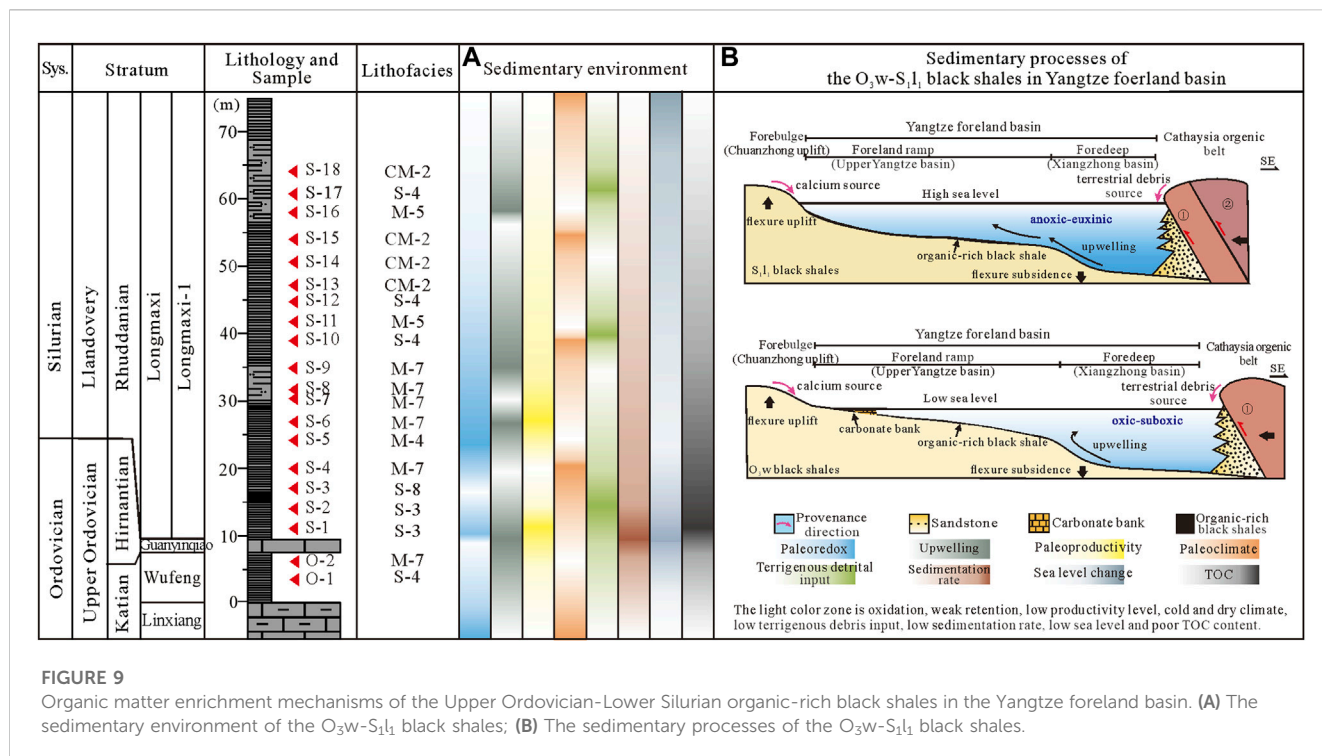 Sys.
Stratum
Lithology and
Sample
Lithofacies
A
Sedimentary environment
B
Sedimentary processes of
the O₃w-S₁l₁ black shales in Yangtze foerland basin
Silurian
Ordovician
Llandovery
Upper Ordovician
Rhuddanian
Hirnantian
Katian
Longmaxi
Longmaxi-1
Guanyinqiao
Wufeng
Linxiang
(m)
70
60
50
40
30
20
10
0
S-18 CM-2
S-17 S-4
S-16 M-5
S-15 CM-2
S-14 CM-2
S-13 CM-2
S-12 S-4
S-11 M-5
S-10 S-4
S-9 M-7
S-8 M-7
S-7 M-7
S-6 M-7
S-5 M-4
S-4 M-7
S-3 S-8
S-2 S-3
S-1 S-3
O-2 M-7
O-1 S-4
Yangtze foreland basin
Forebulge
(Chuanzhong uplift)
Foreland ramp
(UpperYangtze basin)
Foredeep
(Xiangzhong basin)
Cathaysia orgenic
belt
SE
calcium source
High sea level
terrestrial debris
source
flexure uplift
anoxic-euxinic
upwelling
organic-rich black shale
S₁l₁ black shales
flexure subsidence
①
②
Yangtze foreland basin
Forebulge
(Chuanzhong uplift)
Foreland ramp
(UpperYangtze basin)
Foredeep
(Xiangzhong basin)
Cathaysia orgenic
belt
SE
calcium source
Low sea level
terrestrial debris
source
flexure uplift
carbonate bank
oxic-suboxic
organic-rich black shale
upwelling
O₃w black shales
flexure subsidence
①
Provenance
direction
Sandstone
Carbonate bank
Organic-rich
black shales
Paleoredox
Upwelling
Paleoproductivity
Paleoclimate
Terrigenous detrital
input
Sedimentation
rate
Sea level change
TOC
The light color zone is oxidation, weak retention, low productivity level, cold and dry climate,
low terrigenous debris input, low sedimentation rate, low sea level and poor TOC content.
FIGURE 9
Organic matter enrichment mechanisms of the Upper Ordovician-Lower Silurian organic-rich black shales in the Yangtze foreland basin. (A) The
sedimentary environment of the O₃w-S₁l₁ black shales; (B) The sedimentary processes of the O₃w-S₁l₁ black shales.